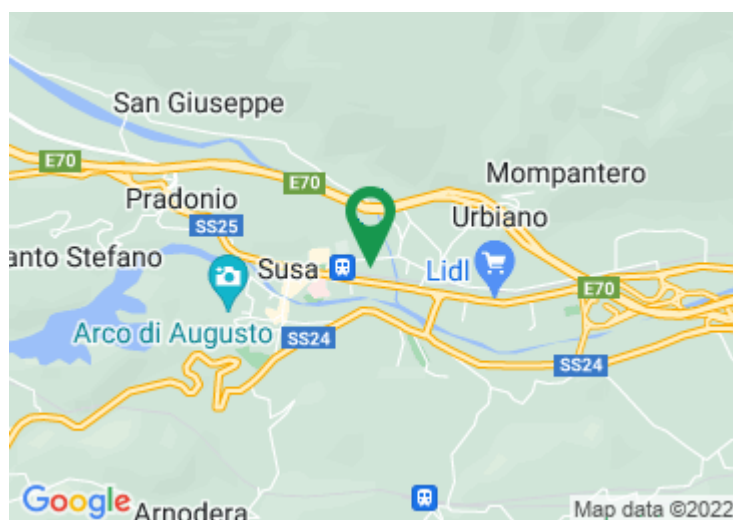 San Giuseppe
E70
E70
Mompantero
Pradonio
SS25
Urbiano
anto Stefano
Susa
Lidl
E70
Arco di Augusto
SS24
SS24
Google
Arnodera
Map data ©2022